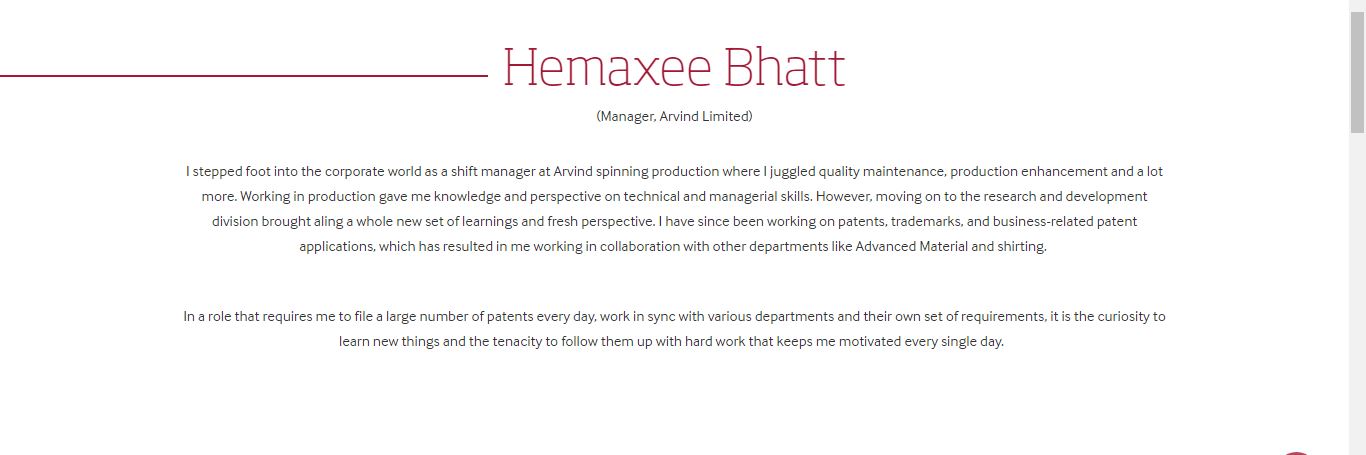 Hemaxee Bhatt
(Manager, Arvind Limited)
I stepped foot into the corporate world as a shift manager at Arvind spinning production where I juggled quality maintenance, production enhancement and a lot
more. Working in production gave me knowledge and perspective on technical and managerial skills. However, moving on to the research and development
division brought aling a whole new set of learnings and fresh perspective. I have since been working on patents, trademarks, and business-related patent
applications, which has resulted in me working in collaboration with other departments like Advanced Material and shirting.
In a role that requires me to file a large number of patents every day, work in sync with various departments and their own set of requirements, it is the curiosity to
learn new things and the tenacity to follow them up with hard work that keeps me motivated every single day.